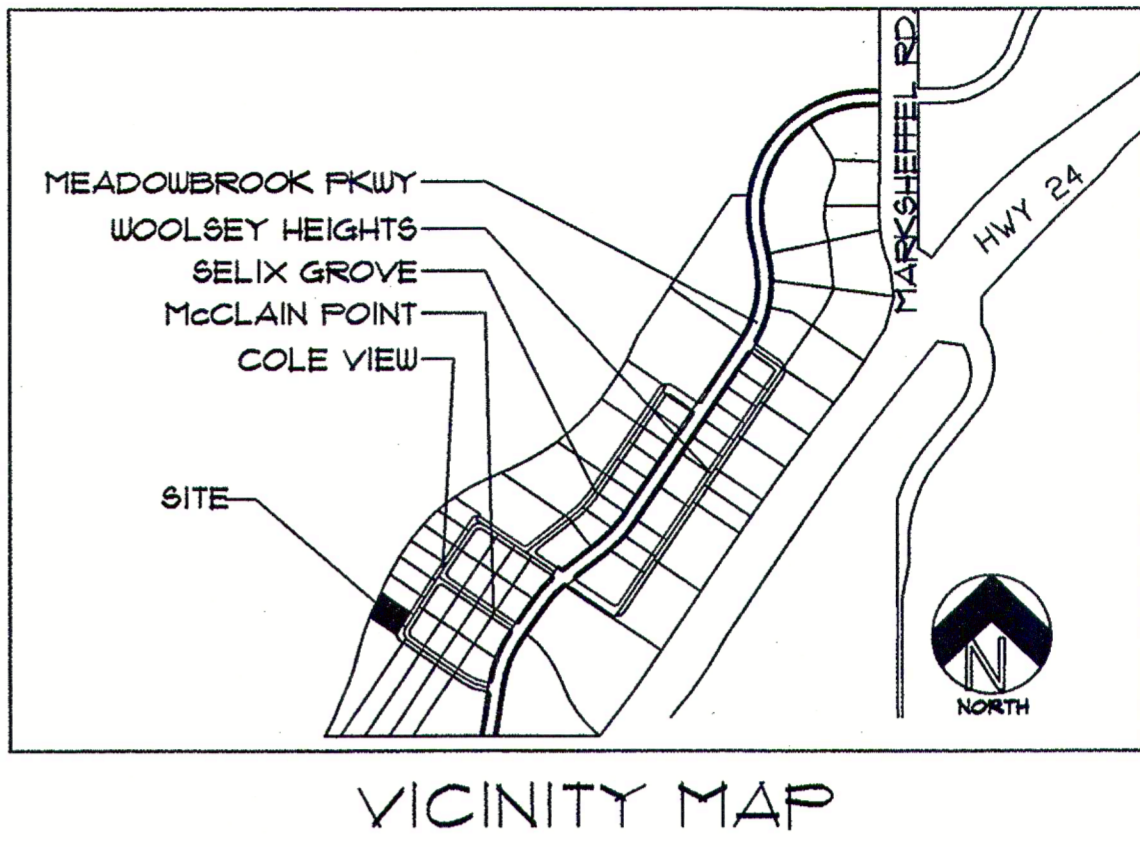 MARKSHEFFEL RD.
HWY 24
MEADOWBROOK PKWY
WOOLSEY HEIGHTS
SELIX GROVE
McCLAIN POINT
COLE VIEW
SITE
N
NORTH
VICINITY MAP